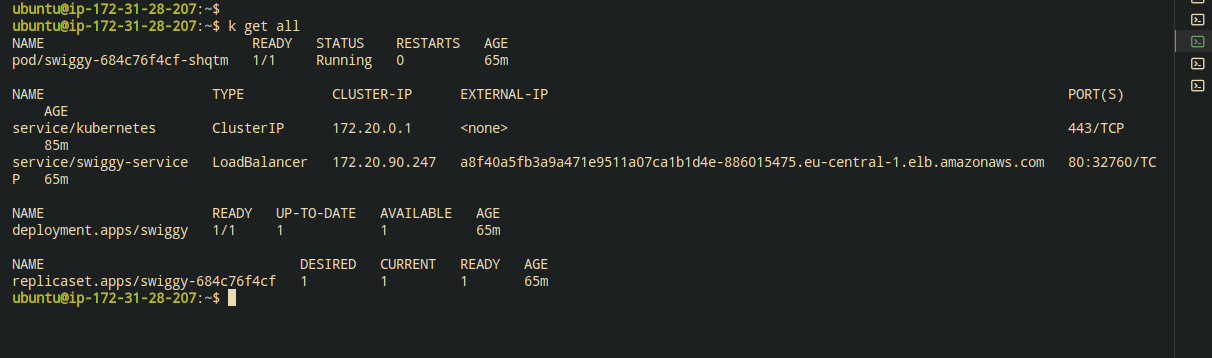 ubuntu@ip-172-31-28-207:~$
ubuntu@ip-172-31-28-207:~$ k get all
NAME                          READY   STATUS    RESTARTS   AGE
pod/swiggy-684c76f4cf-shqtm   1/1     Running   0          65m

NAME                     TYPE           CLUSTER-IP      EXTERNAL-IP                                                                  PORT(S)
    AGE
service/kubernetes       ClusterIP      172.20.0.1      <none>                                                                       443/TCP
    85m
service/swiggy-service   LoadBalancer   172.20.90.247   a8f40a5fb3a9a471e9511a07ca1b1d4e-886015475.eu-central-1.elb.amazonaws.com   80:32760/TC
P   65m

NAME                     READY   UP-TO-DATE   AVAILABLE   AGE
deployment.apps/swiggy   1/1     1            1           65m

NAME                                DESIRED   CURRENT   READY   AGE
replicaset.apps/swiggy-684c76f4cf   1         1         1       65m
ubuntu@ip-172-31-28-207:~$